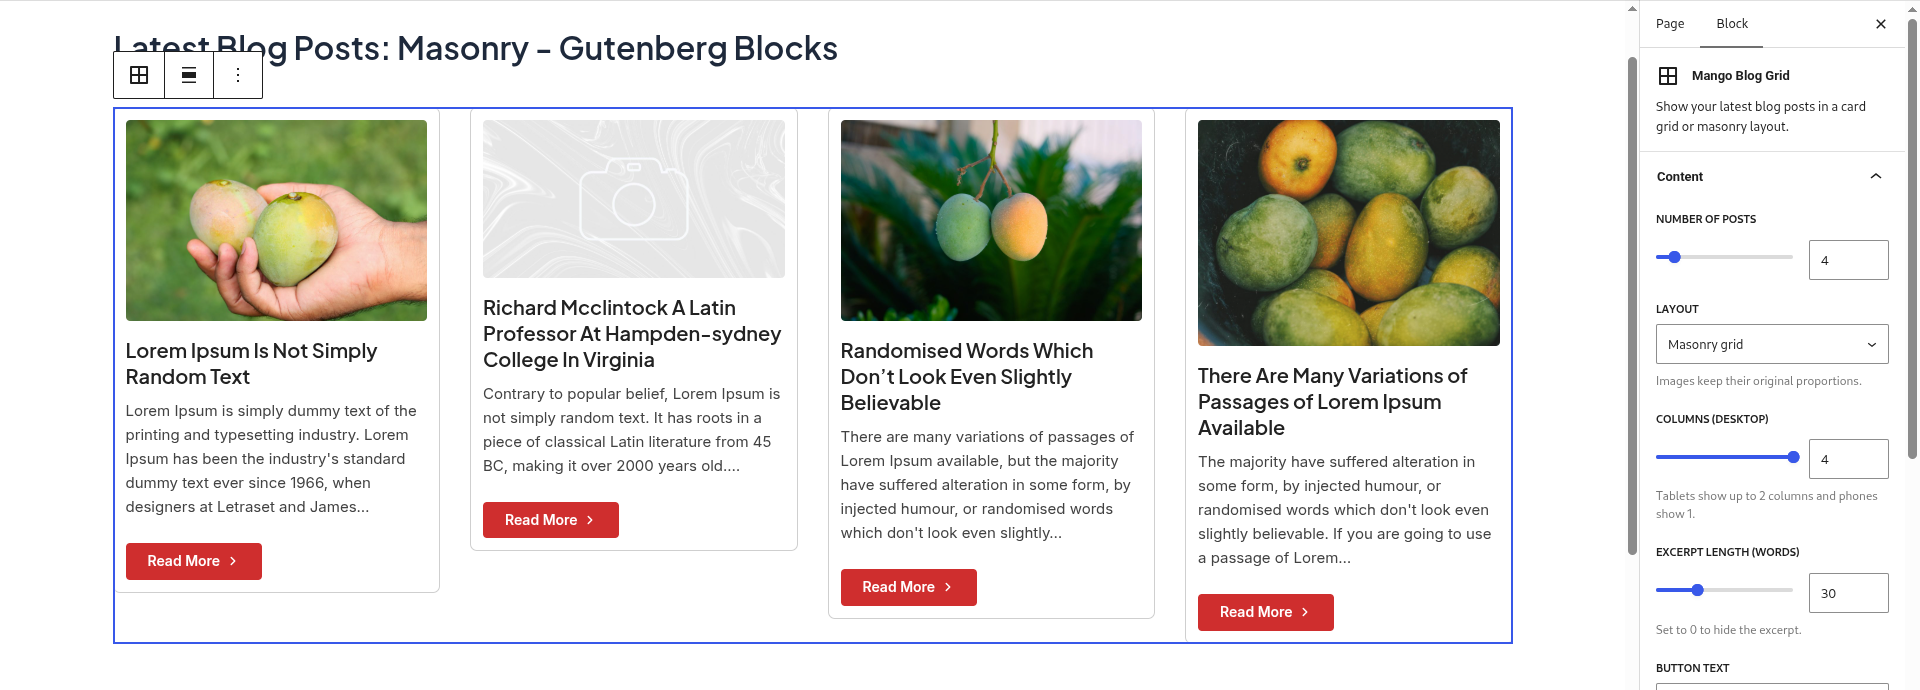 Latest Blog Posts: Masonry – Gutenberg Blocks
Lorem Ipsum Is Not Simply
Random Text
Lorem Ipsum is simply dummy text of the
printing and typesetting industry. Lorem
Ipsum has been the industry's standard
dummy text ever since 1966, when
designers at Letraset and James...
Read More
Richard Mcclintock A Latin
Professor At Hampden-sydney
College In Virginia
Contrary to popular belief, Lorem Ipsum is
not simply random text. It has roots in a
piece of classical Latin literature from 45
BC, making it over 2000 years old....
Read More
Randomised Words Which
Don’t Look Even Slightly
Believable
There are many variations of passages of
Lorem Ipsum available, but the majority
have suffered alteration in some form, by
injected humour, or randomised words
which don't look even slightly...
Read More
There Are Many Variations of
Passages of Lorem Ipsum
Available
The majority have suffered alteration in
some form, by injected humour, or
randomised words which don't look even
slightly believable. If you are going to use
a passage of Lorem...
Read More
Page
Block
Mango Blog Grid
Show your latest blog posts in a card
grid or masonry layout.
Content
NUMBER OF POSTS
4
LAYOUT
Masonry grid
Images keep their original proportions.
COLUMNS (DESKTOP)
4
Tablets show up to 2 columns and phones
show 1.
EXCERPT LENGTH (WORDS)
30
Set to 0 to hide the excerpt.
BUTTON TEXT